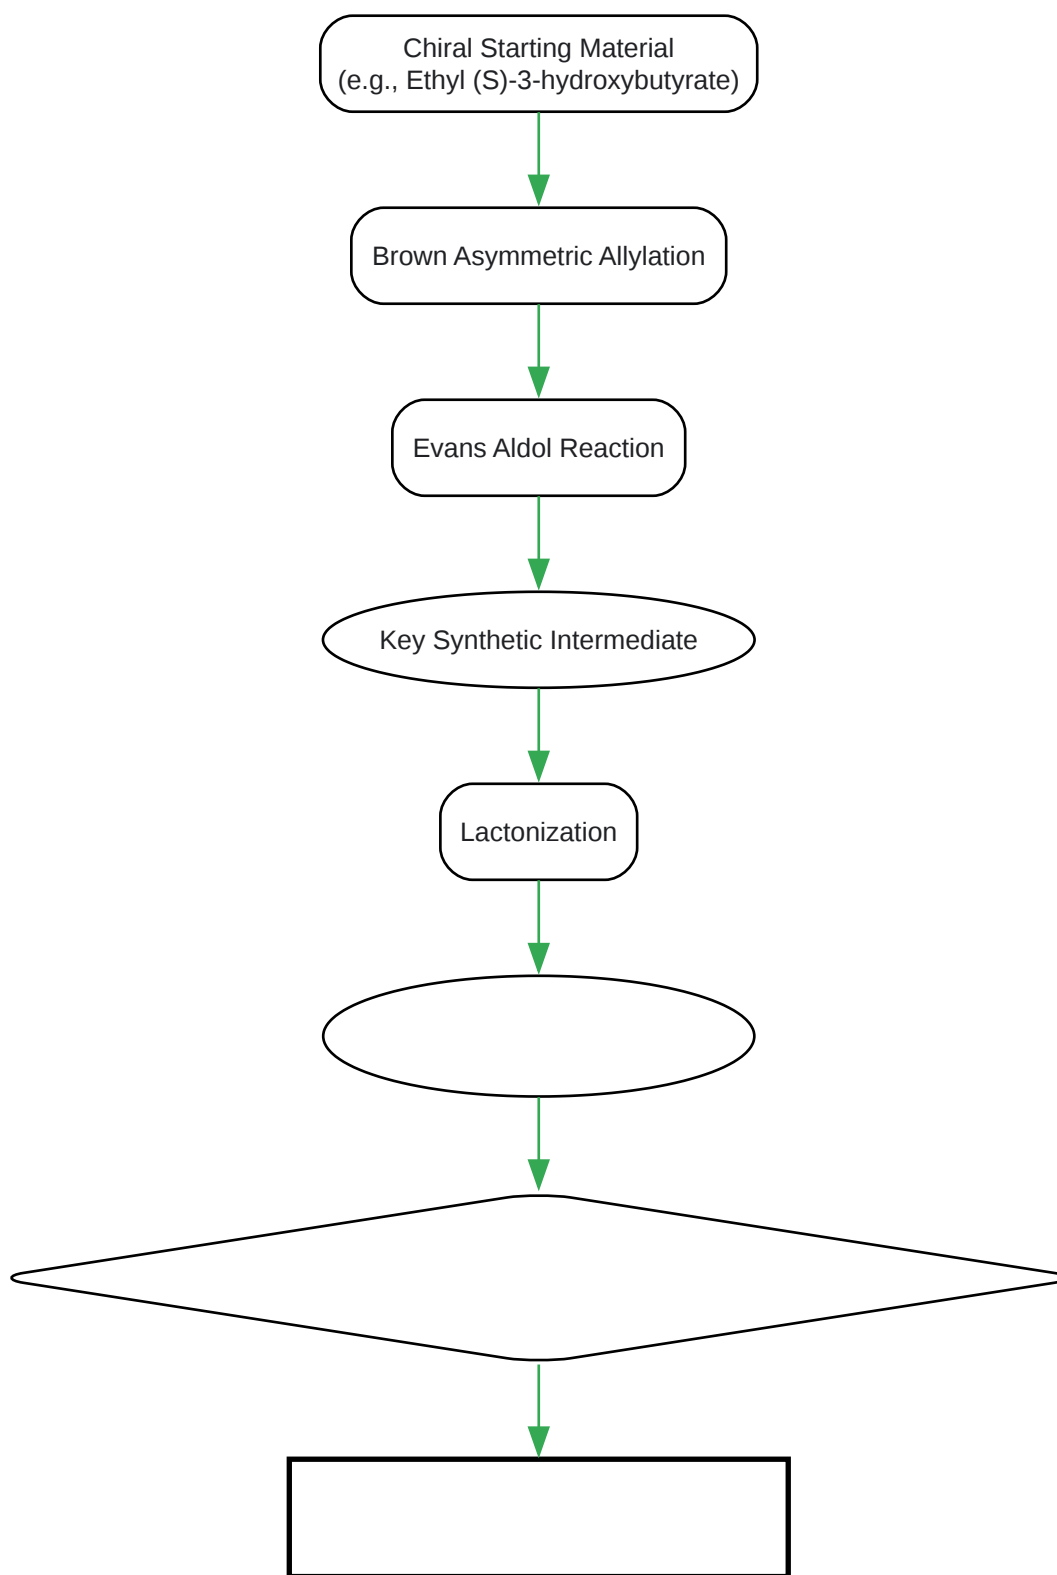 Chiral Starting Material
(e.g., Ethyl (S)-3-hydroxybutyrate)
Brown Asymmetric Allylation
Evans Aldol Reaction
Key Synthetic Intermediate
Lactonization